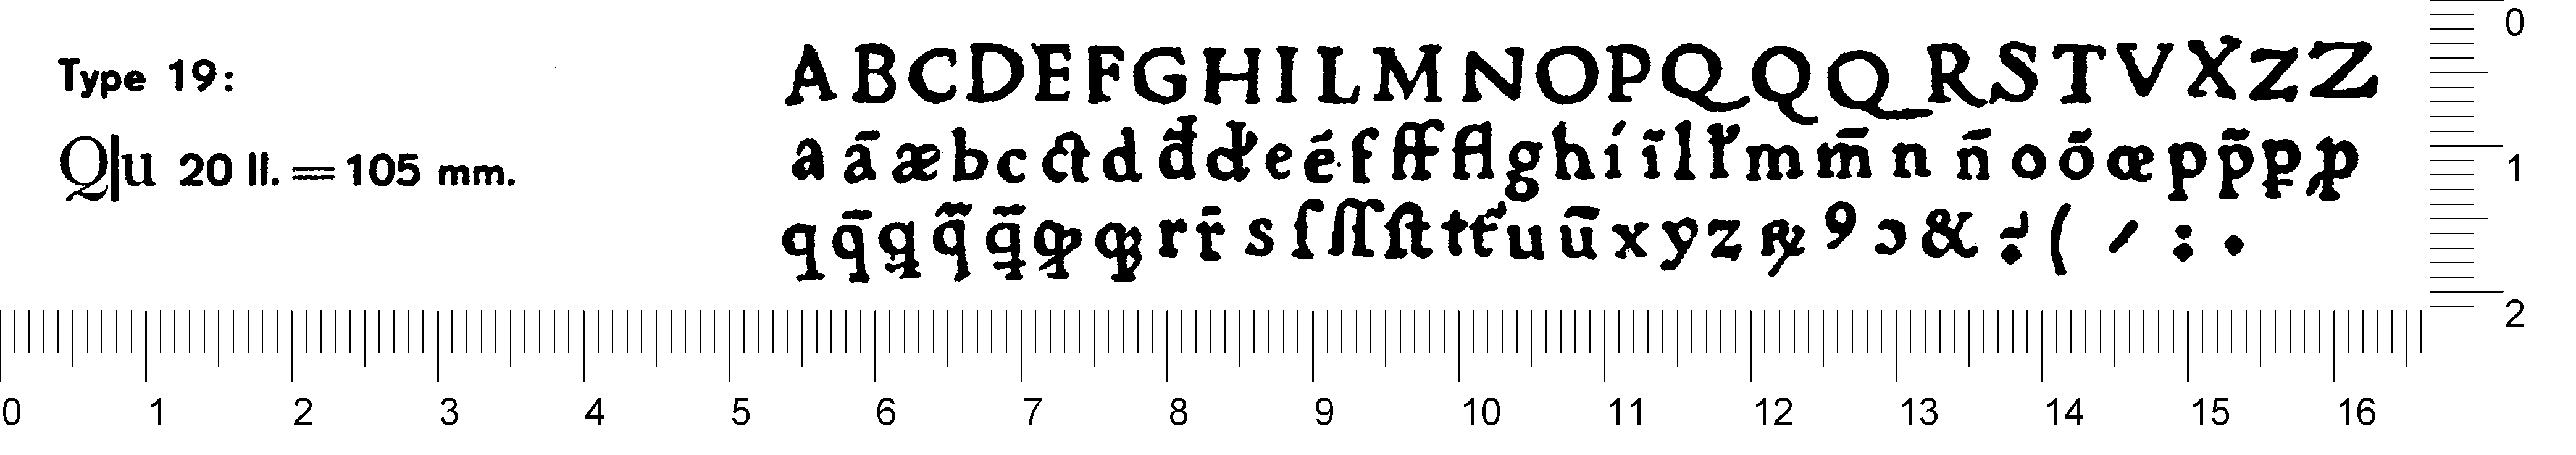 Type 19: A B C D E F G H I L M N O P Q Q Q R S T V X Z Z
Q|u 20 ll. = 105 mm. a ā æ b c ct d đ d' e é f ff fl g h í ĩ l l' m m̄ n n̄ o õ œ p p̃ ꝑ ꝓ
q q̄ ꝗ q̃ ꝗ̃ ꝙ ꝗꝫ r r̄ s ſ ſſ ſt t t̃ u ū x y z ꝶ ꝰ ɔ & ( / : .
0 1 2 3 4 5 6 7 8 9 10 11 12 13 14 15 16
0
1
2